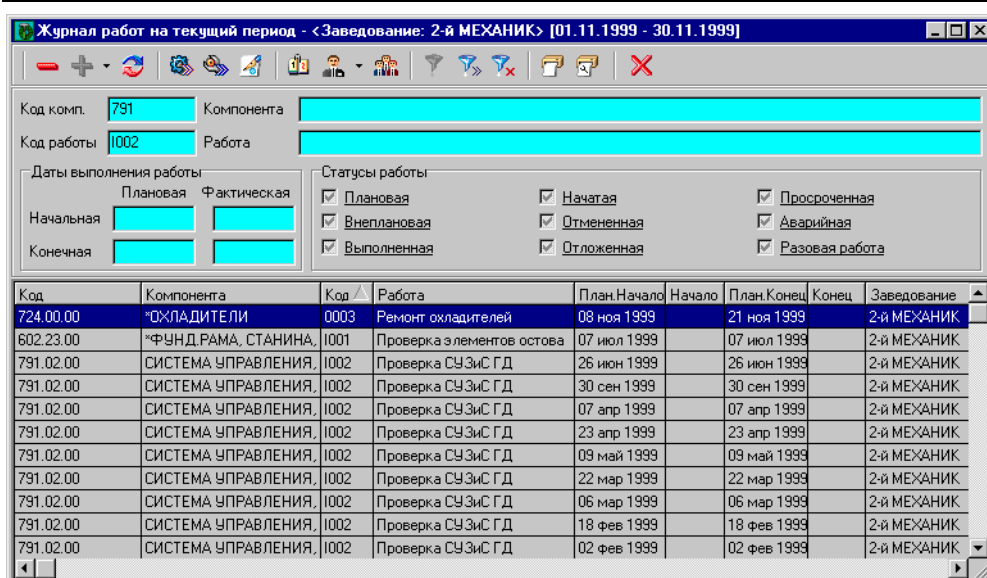 Журнал работ на текущий период - <Заведование: 2-й МЕХАНИК> [01.11.1999 - 30.11.1999]
Код комп. 791 Компонента
Код работы I002 Работа
Даты выполнения работы Статусы работы
Плановая Фактическая
Плановая Начатая Просроченная
Начальная
Внеплановая Отмененная Аварийная
Конечная
Выполненная Отложенная Разовая работа
Код Компонента Код Работа План.Начало Начало План.Конец Конец Заведование
724.00.00 *ОХЛАДИТЕЛИ 0003 Ремонт охладителей 08 ноя 1999 21 ноя 1999 2-й МЕХАНИК
602.23.00 *ФУНД.РАМА, СТАНИНА, I001 Проверка элементов остова 07 июл 1999 07 июл 1999 2-й МЕХАНИК
791.02.00 СИСТЕМА УПРАВЛЕНИЯ, I002 Проверка СУЗиС ГД 26 июн 1999 26 июн 1999 2-й МЕХАНИК
791.02.00 СИСТЕМА УПРАВЛЕНИЯ, I002 Проверка СУЗиС ГД 30 сен 1999 30 сен 1999 2-й МЕХАНИК
791.02.00 СИСТЕМА УПРАВЛЕНИЯ, I002 Проверка СУЗиС ГД 07 апр 1999 07 апр 1999 2-й МЕХАНИК
791.02.00 СИСТЕМА УПРАВЛЕНИЯ, I002 Проверка СУЗиС ГД 23 апр 1999 23 апр 1999 2-й МЕХАНИК
791.02.00 СИСТЕМА УПРАВЛЕНИЯ, I002 Проверка СУЗиС ГД 09 май 1999 09 май 1999 2-й МЕХАНИК
791.02.00 СИСТЕМА УПРАВЛЕНИЯ, I002 Проверка СУЗиС ГД 22 мар 1999 22 мар 1999 2-й МЕХАНИК
791.02.00 СИСТЕМА УПРАВЛЕНИЯ, I002 Проверка СУЗиС ГД 06 мар 1999 06 мар 1999 2-й МЕХАНИК
791.02.00 СИСТЕМА УПРАВЛЕНИЯ, I002 Проверка СУЗиС ГД 18 фев 1999 18 фев 1999 2-й МЕХАНИК
791.02.00 СИСТЕМА УПРАВЛЕНИЯ, I002 Проверка СУЗиС ГД 02 фев 1999 02 фев 1999 2-й МЕХАНИК